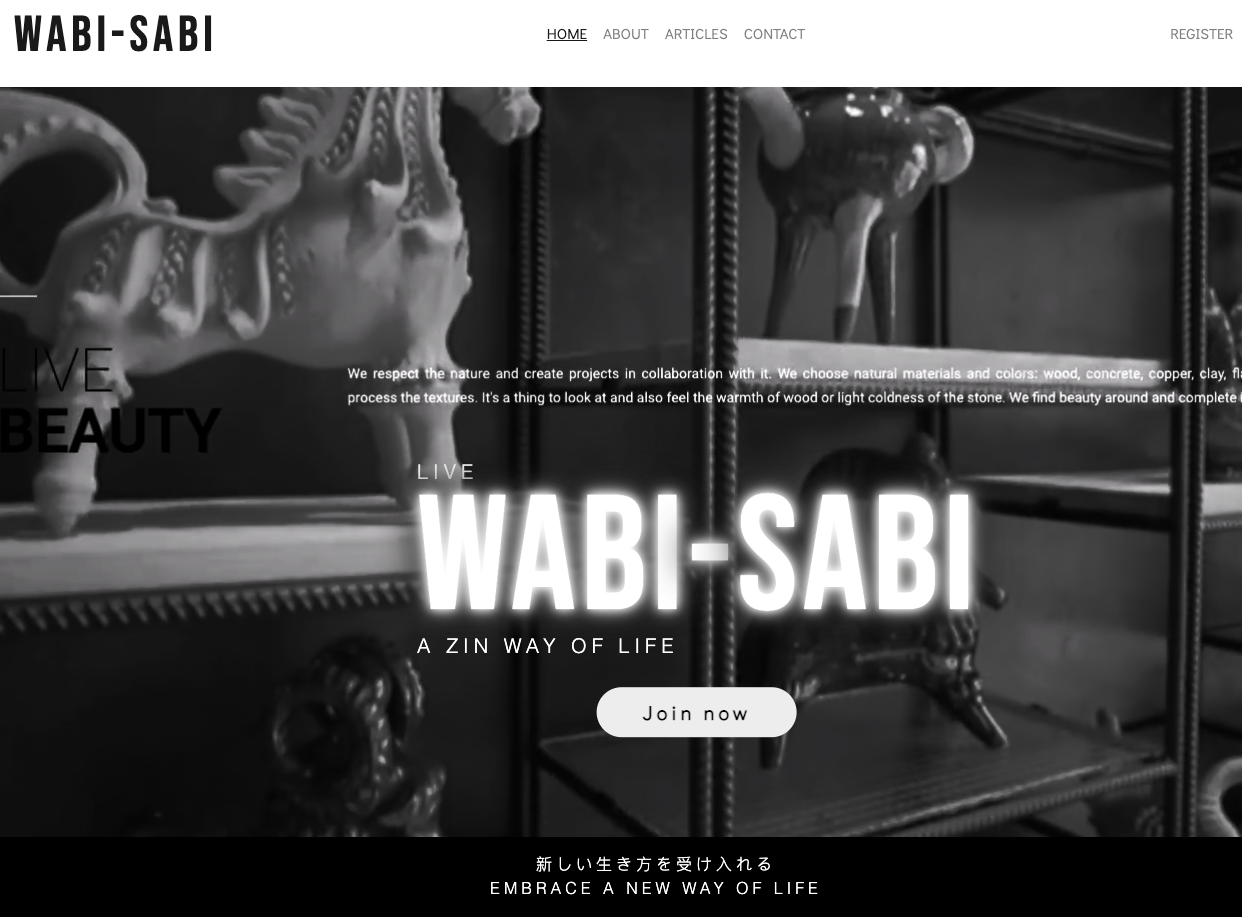 WABI-SABI
HOME ABOUT ARTICLES CONTACT
REGISTER
LIVE
BEAUTY
We respect the nature and create projects in collaboration with it. We choose natural materials and colors: wood, concrete, copper, clay,
process the textures. It's a thing to look at and also feel the warmth of wood or light coldness of the stone. We find beauty around and complete
LIVE
WABI-SABI
A ZIN WAY OF LIFE
Join now
新しい生き方を受け入れる
EMBRACE A NEW WAY OF LIFE